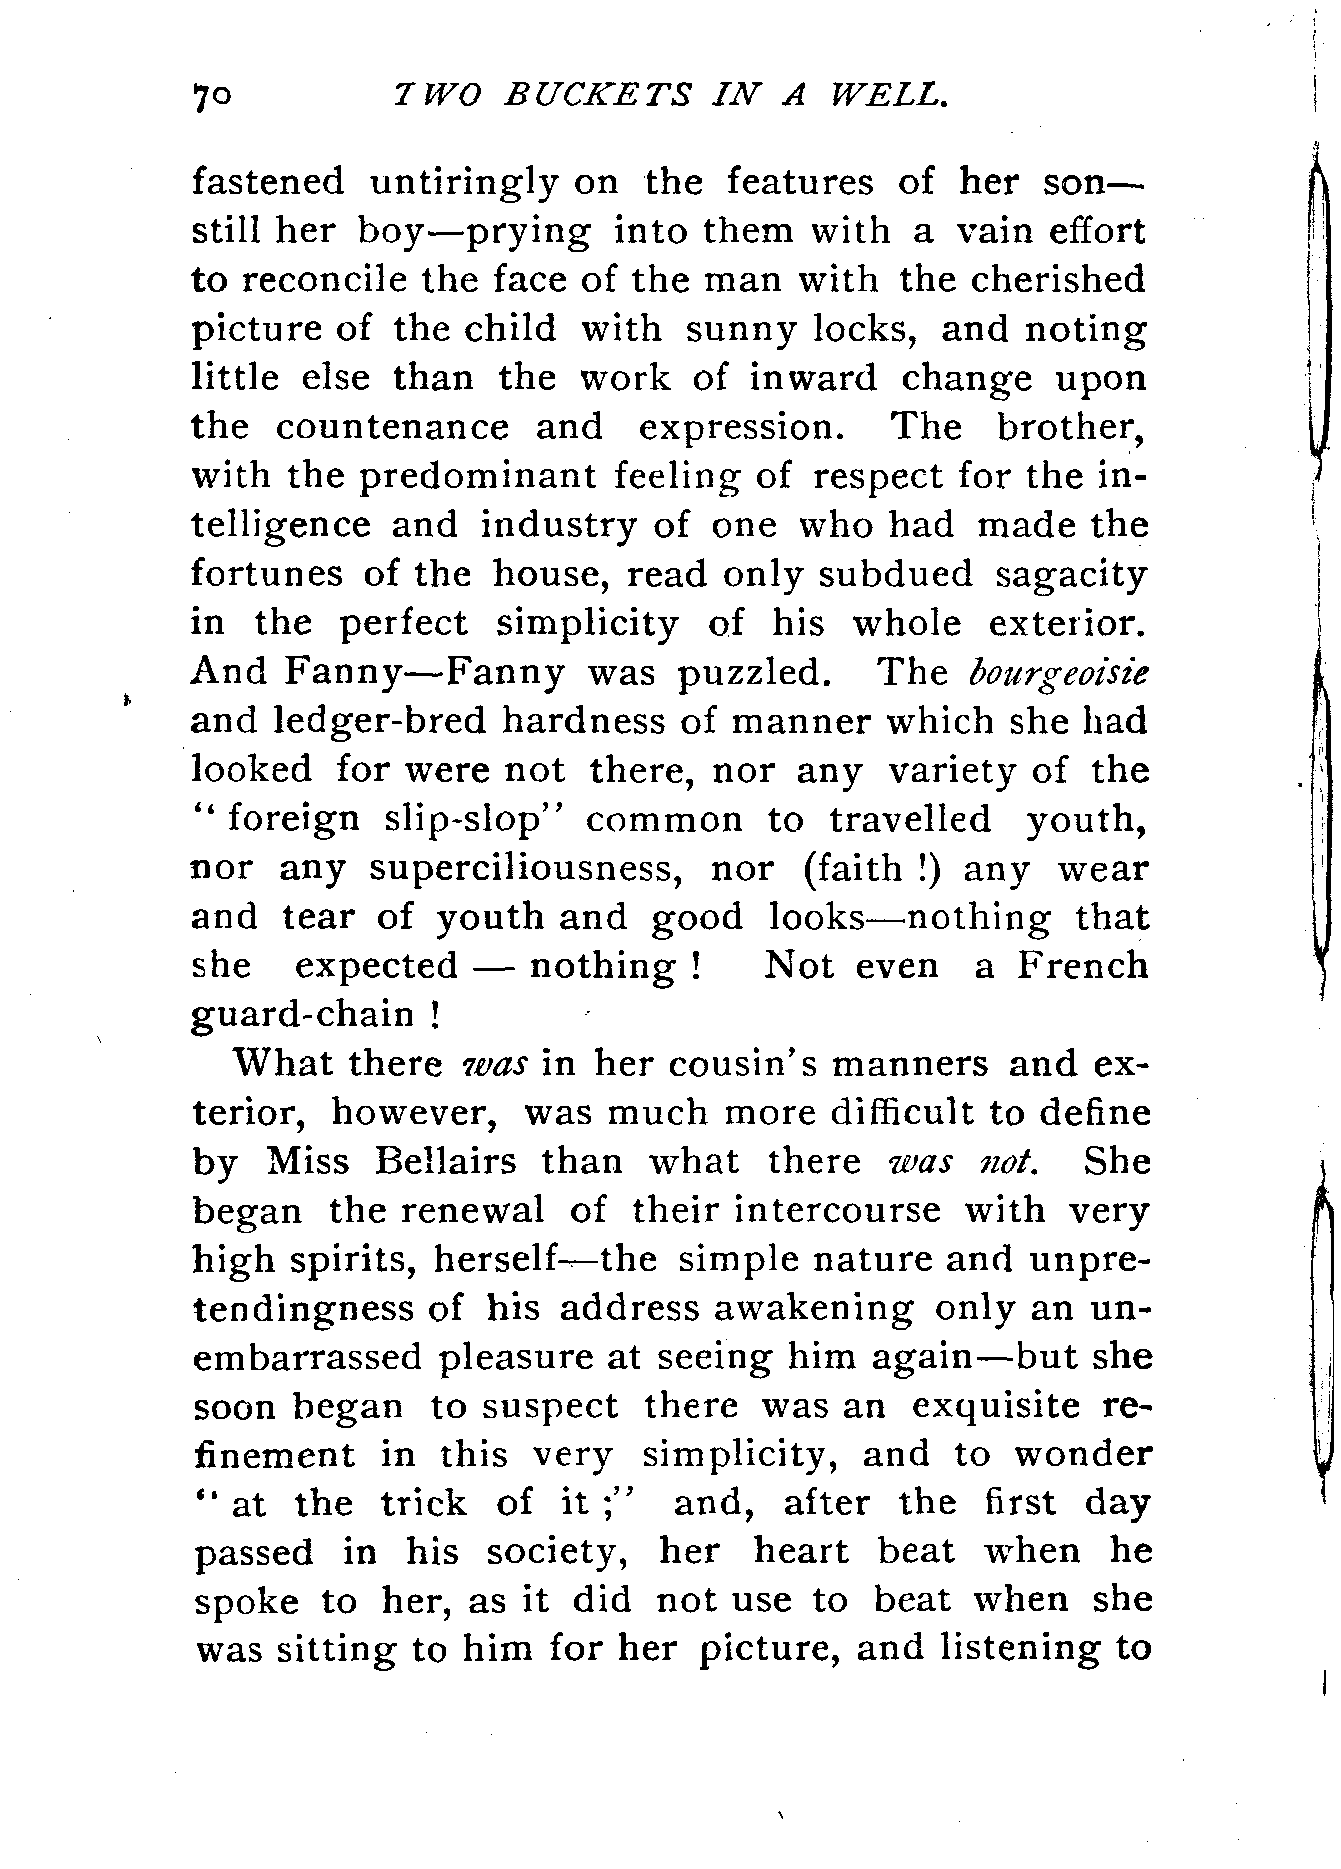 70 TWO BUCKETS IN A WELL.
fastened untiringly on the features of her son—
still her boy—prying into them with a vain effort
to reconcile the face of the man with the cherished
picture of the child with sunny locks, and noting
little else than the work of inward change upon
the countenance and expression. The brother,
with the predominant feeling of respect for the in-
telligence and industry of one who had made the
fortunes of the house, read only subdued sagacity
in the perfect simplicity of his whole exterior.
And Fanny—Fanny was puzzled. The bourgeoisie
and ledger-bred hardness of manner which she had
looked for were not there, nor any variety of the
“ foreign slip-slop” common to travelled youth,
nor any superciliousness, nor (faith !) any wear
and tear of youth and good looks—nothing that
she expected — nothing ! Not even a French
guard-chain !
What there was in her cousin’s manners and ex-
terior, however, was much more difficult to define
by Miss Bellairs than what there was not. She
began the renewal of their intercourse with very
high spirits, herself—the simple nature and unpre-
tendingness of his address awakening only an un-
embarrassed pleasure at seeing him again—but she
soon began to suspect there was an exquisite re-
finement in this very simplicity, and to wonder
“ at the trick of it ;” and, after the first day
passed in his society, her heart beat when he
spoke to her, as it did not use to beat when she
was sitting to him for her picture, and listening to